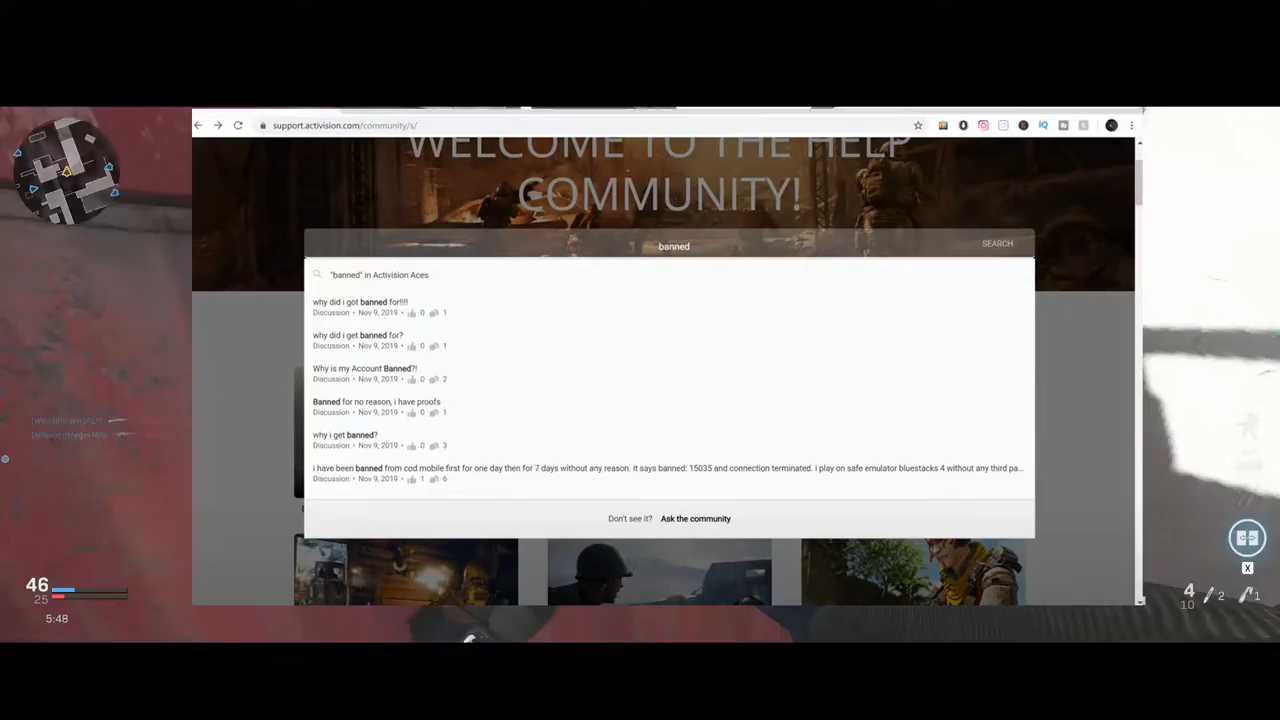 support.activision.com/community/s/
WELCOME TO THE HELP
COMMUNITY!
banned
SEARCH
"banned" in Activision Aces
why did i got banned for!!!!
Discussion • Nov 9, 2019 • 0 1
why did i get banned for?
Discussion • Nov 9, 2019 • 0 1
Why is my Account Banned?!
Discussion • Nov 9, 2019 • 0 2
Banned for no reason, i have proofs
Discussion • Nov 9, 2019 • 0 1
why i get banned?
Discussion • Nov 9, 2019 • 0 3
i have been banned from cod mobile first for one day then for 7 days without any reason. it says banned: 15035 and connection terminated. i play on safe emulator bluestacks 4 without any third pa...
Discussion • Nov 9, 2019 • 1 6
Don't see it? Ask the community
46
25
5:48
X
4
10
2
1
IQ